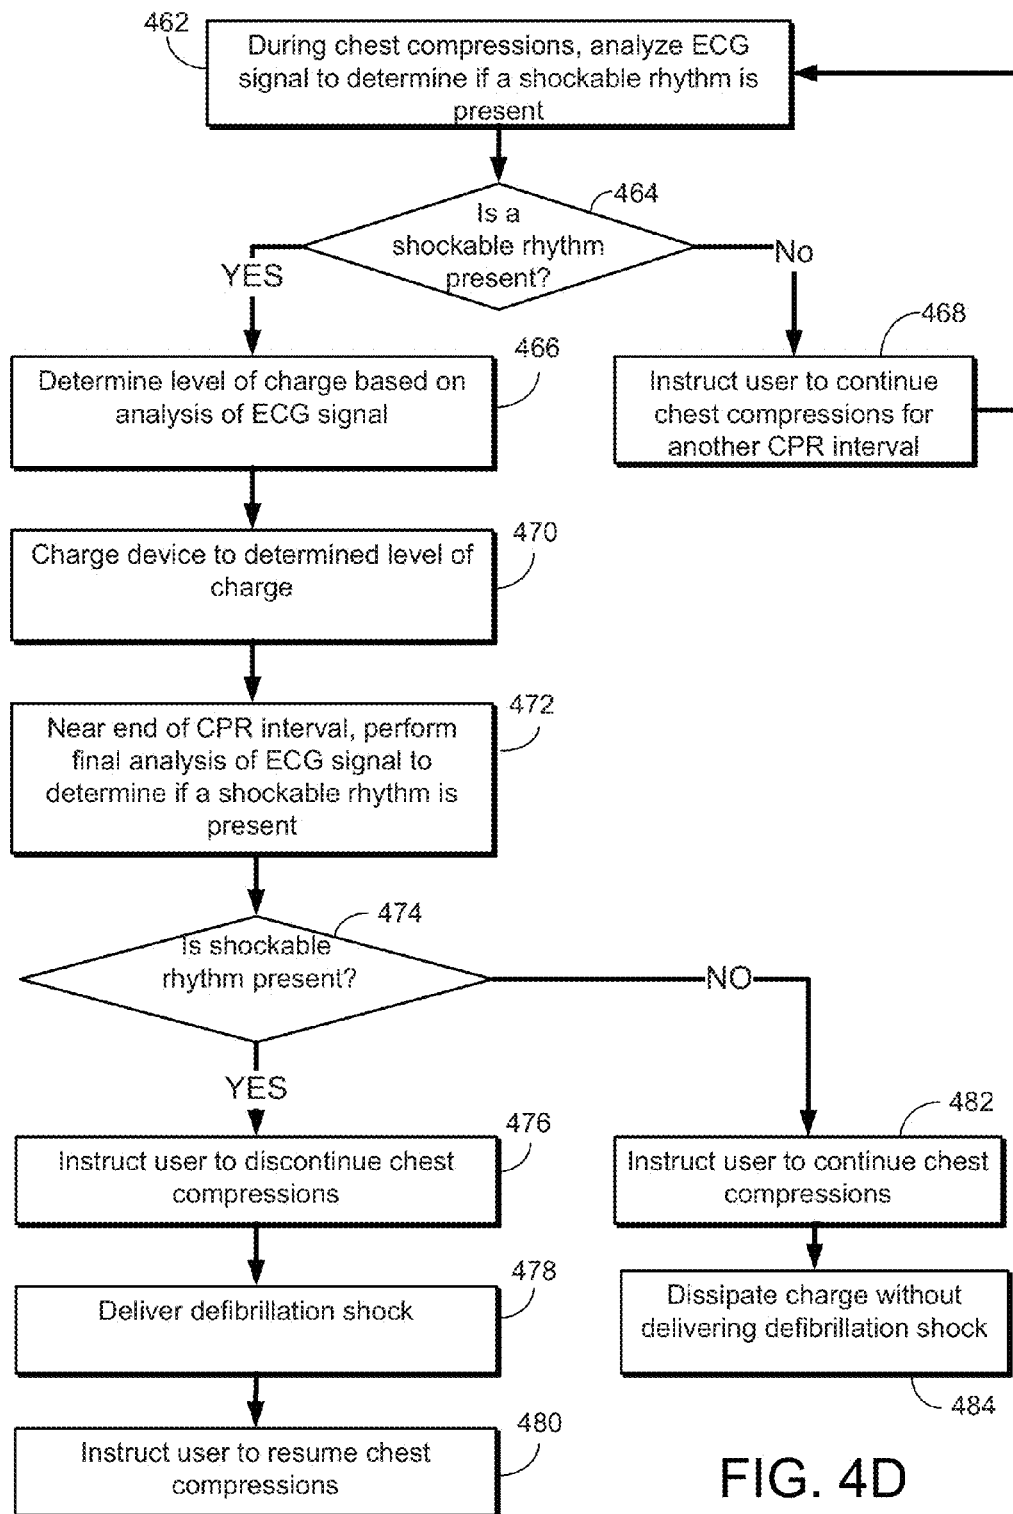 462
During chest compressions, analyze ECG
signal to determine if a shockable rhythm is
present
464
Is a
shockable rhythm
present?
YES
No
466
Determine level of charge based on
analysis of ECG signal
468
Instruct user to continue
chest compressions for
another CPR interval
470
Charge device to determined level of
charge
472
Near end of CPR interval, perform
final analysis of ECG signal to
determine if a shockable rhythm is
present
474
Is shockable
rhythm present?
NO
YES
476
Instruct user to discontinue chest
compressions
482
Instruct user to continue chest
compressions
478
Deliver defibrillation shock
Dissipate charge without
delivering defibrillation shock
484
480
Instruct user to resume chest
compressions
FIG. 4D